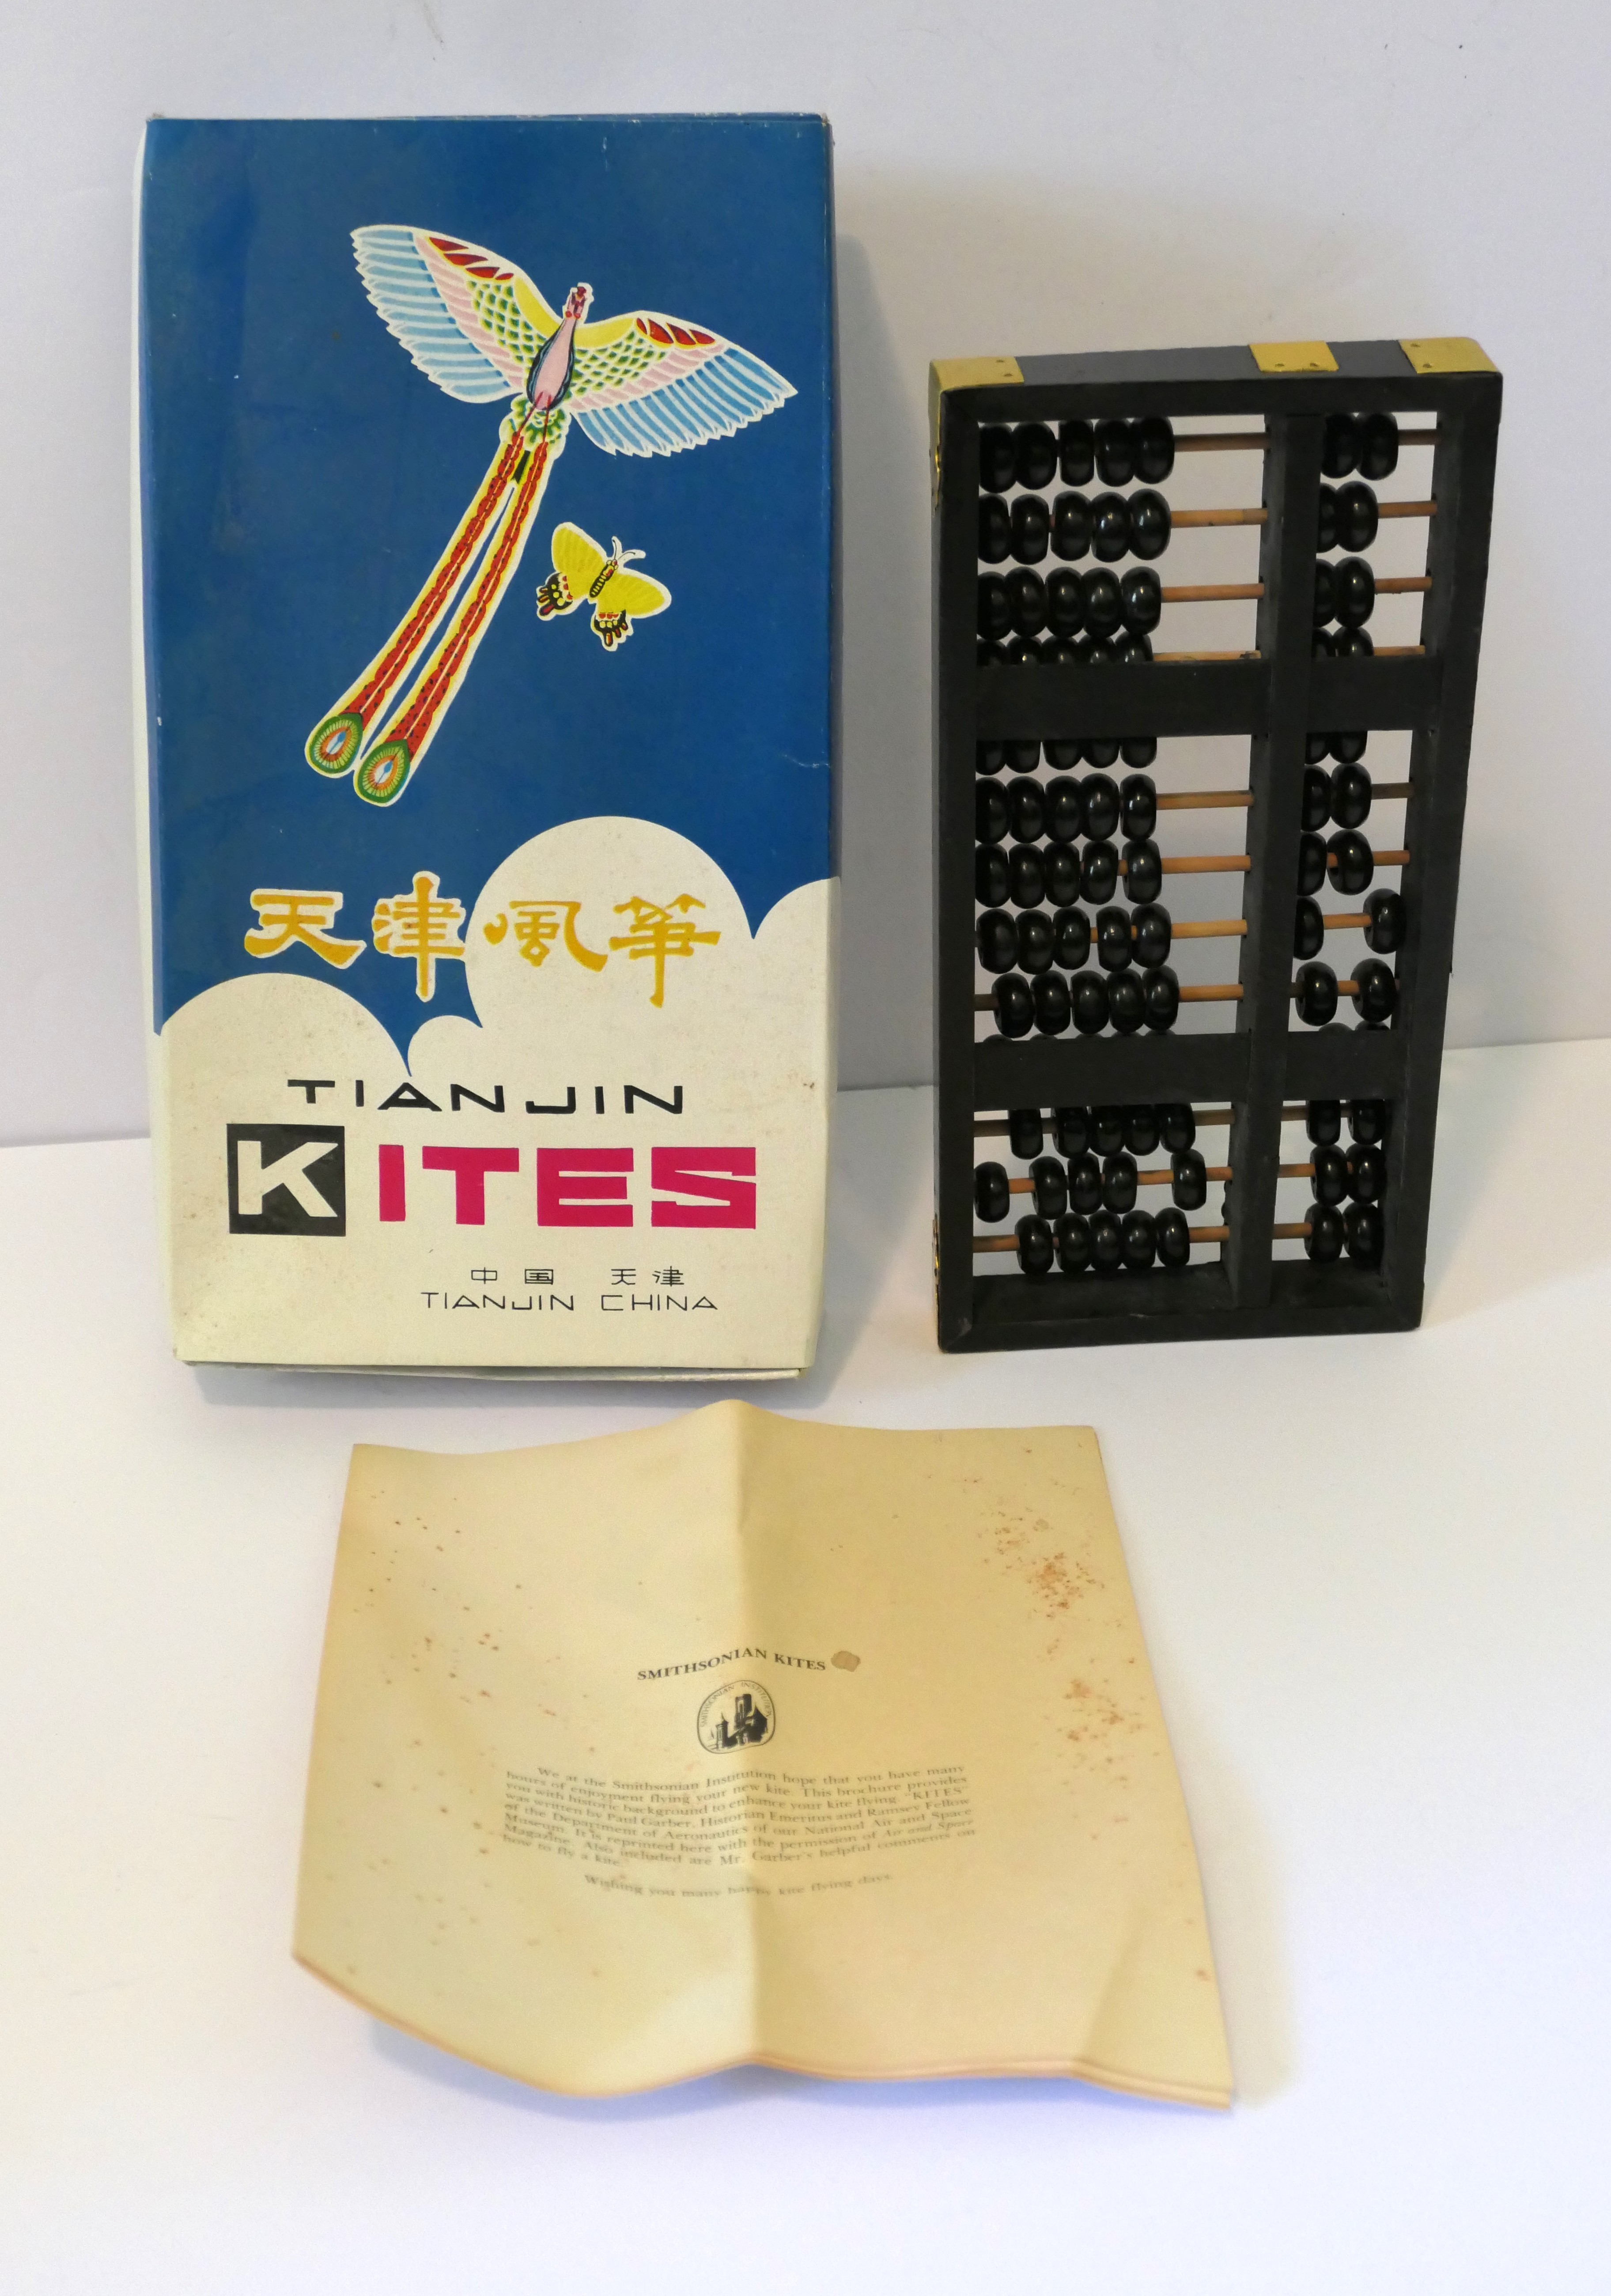 天津風筝
TIANJIN
KITES
中国 天津
TIANJIN CHINA
SMITHSONIAN KITES
SMITHSONIAN INSTITUTION
We at the Smithsonian Institution hope that you have many
hours of enjoyment flying your new kite. This brochure provides
you with historic background to enhance your kite flying. "KITES"
was written by Paul Garber, Historian Emeritus and Ramsey Fellow
of the Department of Aeronautics of our National Air and Space
Museum. It is reprinted here with the permission of Air and Space
Magazine. Also included are Mr. Garber's helpful comments on
how to fly a kite.
Wishing you many happy kite flying days.